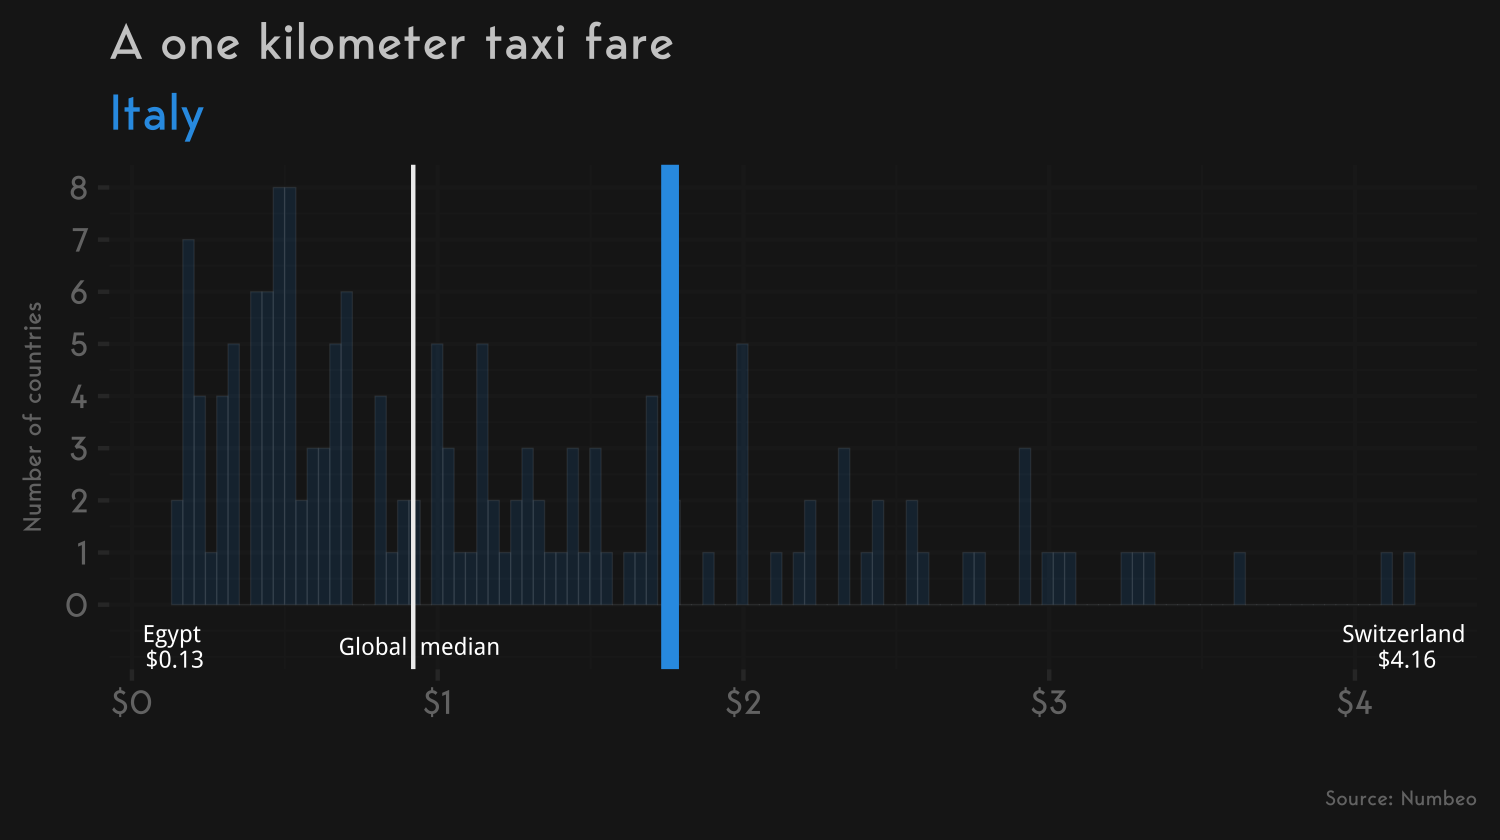 A one kilometer taxi fare
Italy
Number of countries
8
7
6
5
4
3
2
1
0
Egypt
$0.13
Global median
Switzerland
$4.16
$0 $1 $2 $3 $4
Source: Numbeo